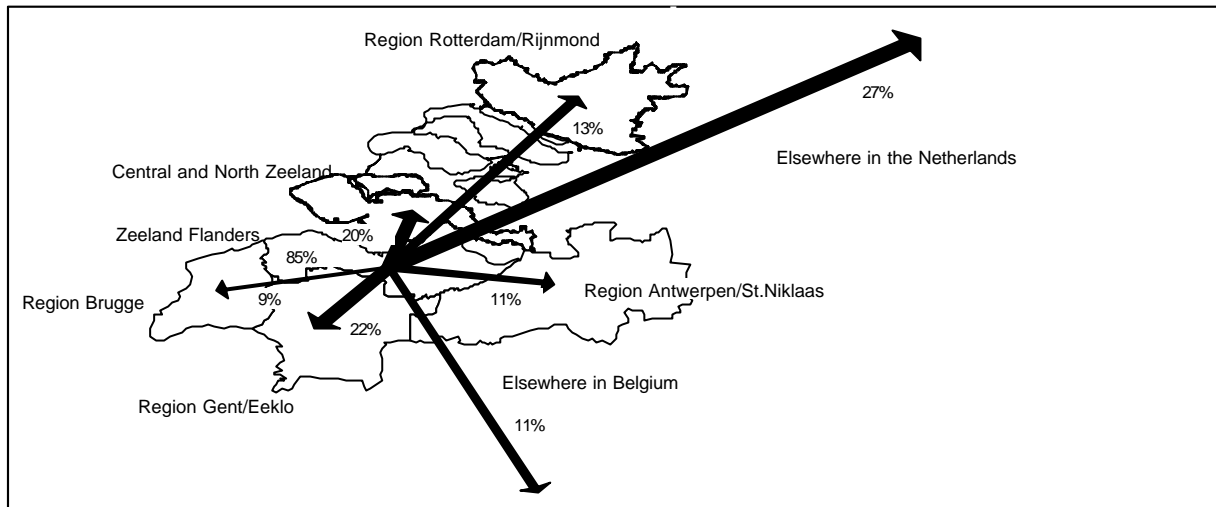 Region Rotterdam/Rijnmond
27%
13%
Elsewhere in the Netherlands
Central and North Zeeland
Zeeland Flanders
20%
85%
Region Brugge
9%
11%
Region Antwerpen/St.Niklaas
22%
Elsewhere in Belgium
Region Gent/Eeklo
11%